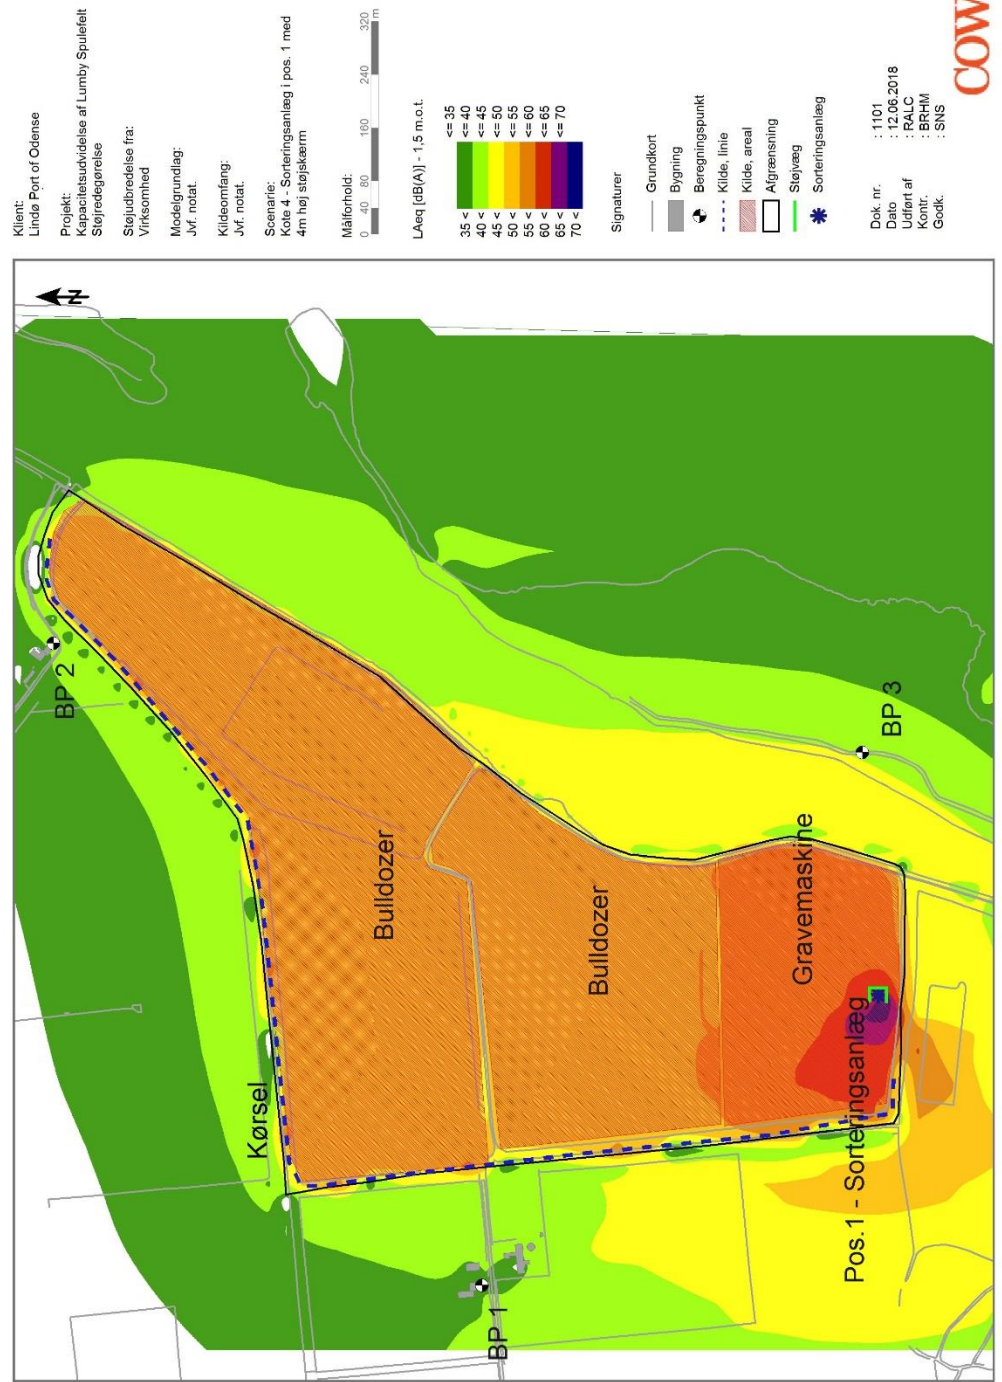 Klient:
Lindø Port of Odense
Projekt:
Kapacitetsudvidelse af Lumby Spulefelt
Støjredegørelse
Støjudbredelse fra:
Virksomhed
Modelgrundlag:
Jvf. notat.
Kildeomfang:
Jvf. notat.
Scenarie:
Kote 4 - Sorteringsanlæg i pos. 1 med
4m høj støjskærm
Målforhold:
0 40 80 160 240 320
m
LAeq [dB(A)] - 1,5 m.o.t.
<= 35
35 < <= 40
40 < <= 45
45 < <= 50
50 < <= 55
55 < <= 60
60 < <= 65
65 < <= 70
70 <
Signaturer
Grundkort
Bygning
Beregningspunkt
Kilde, linie
Kilde, areal
Afgrænsning
Støjvæg
Sorteringsanlæg
Dok. nr. : 1101
Dato : 12.06.2018
Udført af : RALC
Kontr. : BRHM
Godk. : SNS
COW
N
BP 2
Kørsel
Bulldozer
BP 1
Bulldozer
Gravemaskine
Pos.1 - Sorteringsanlæg
BP 3